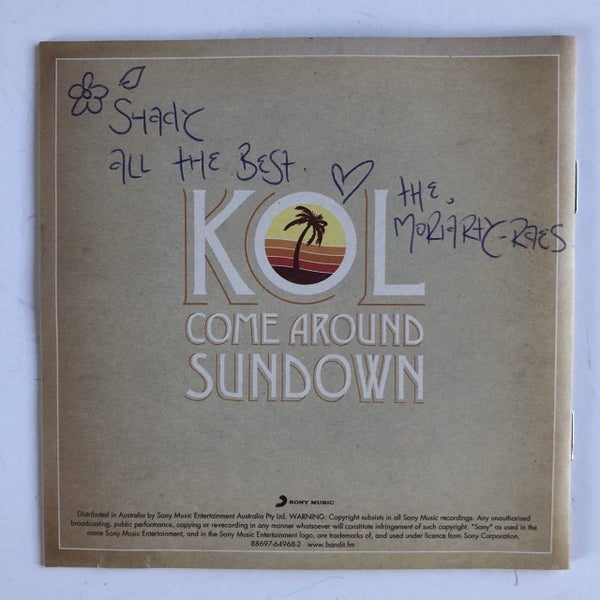 SHADY
ALL THE BEST.
THE.
MORIARTY-RAES
KOL
COME AROUND
SUNDOWN
SONY MUSIC
Distributed in Australia by Sony Music Entertainment Australia Pty Ltd. WARNING: Copyright subsists in all Sony Music recordings. Any unauthorised
broadcasting, public performance, copying or re-recording in any manner whatsoever will constitute infringement of such copyright. "Sony" as used in the
name Sony Music Entertainment, and in the Sony Music Entertainment logo, are trademarks of, and used under licence from Sony Corporation.
88697-64968-2 www.bandit.fm